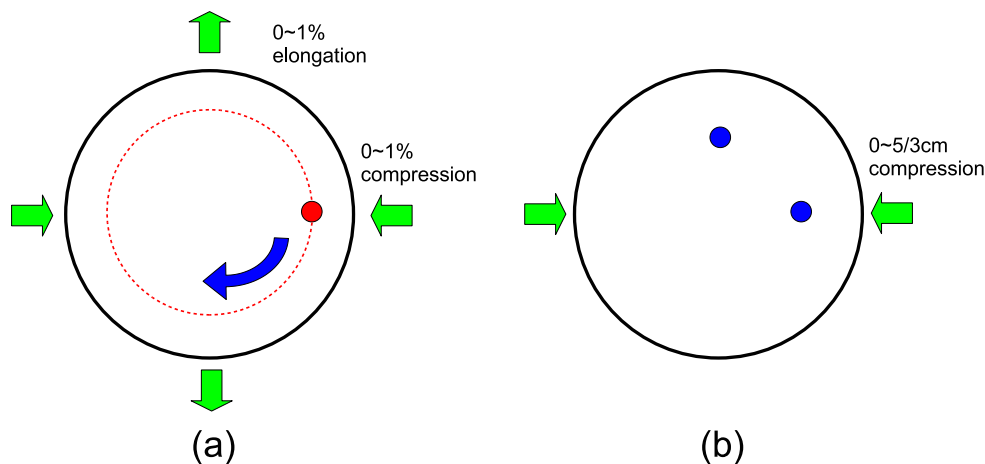 0~1%
elongation
0~1%
compression
0~5/3cm
compression
(a)
(b)